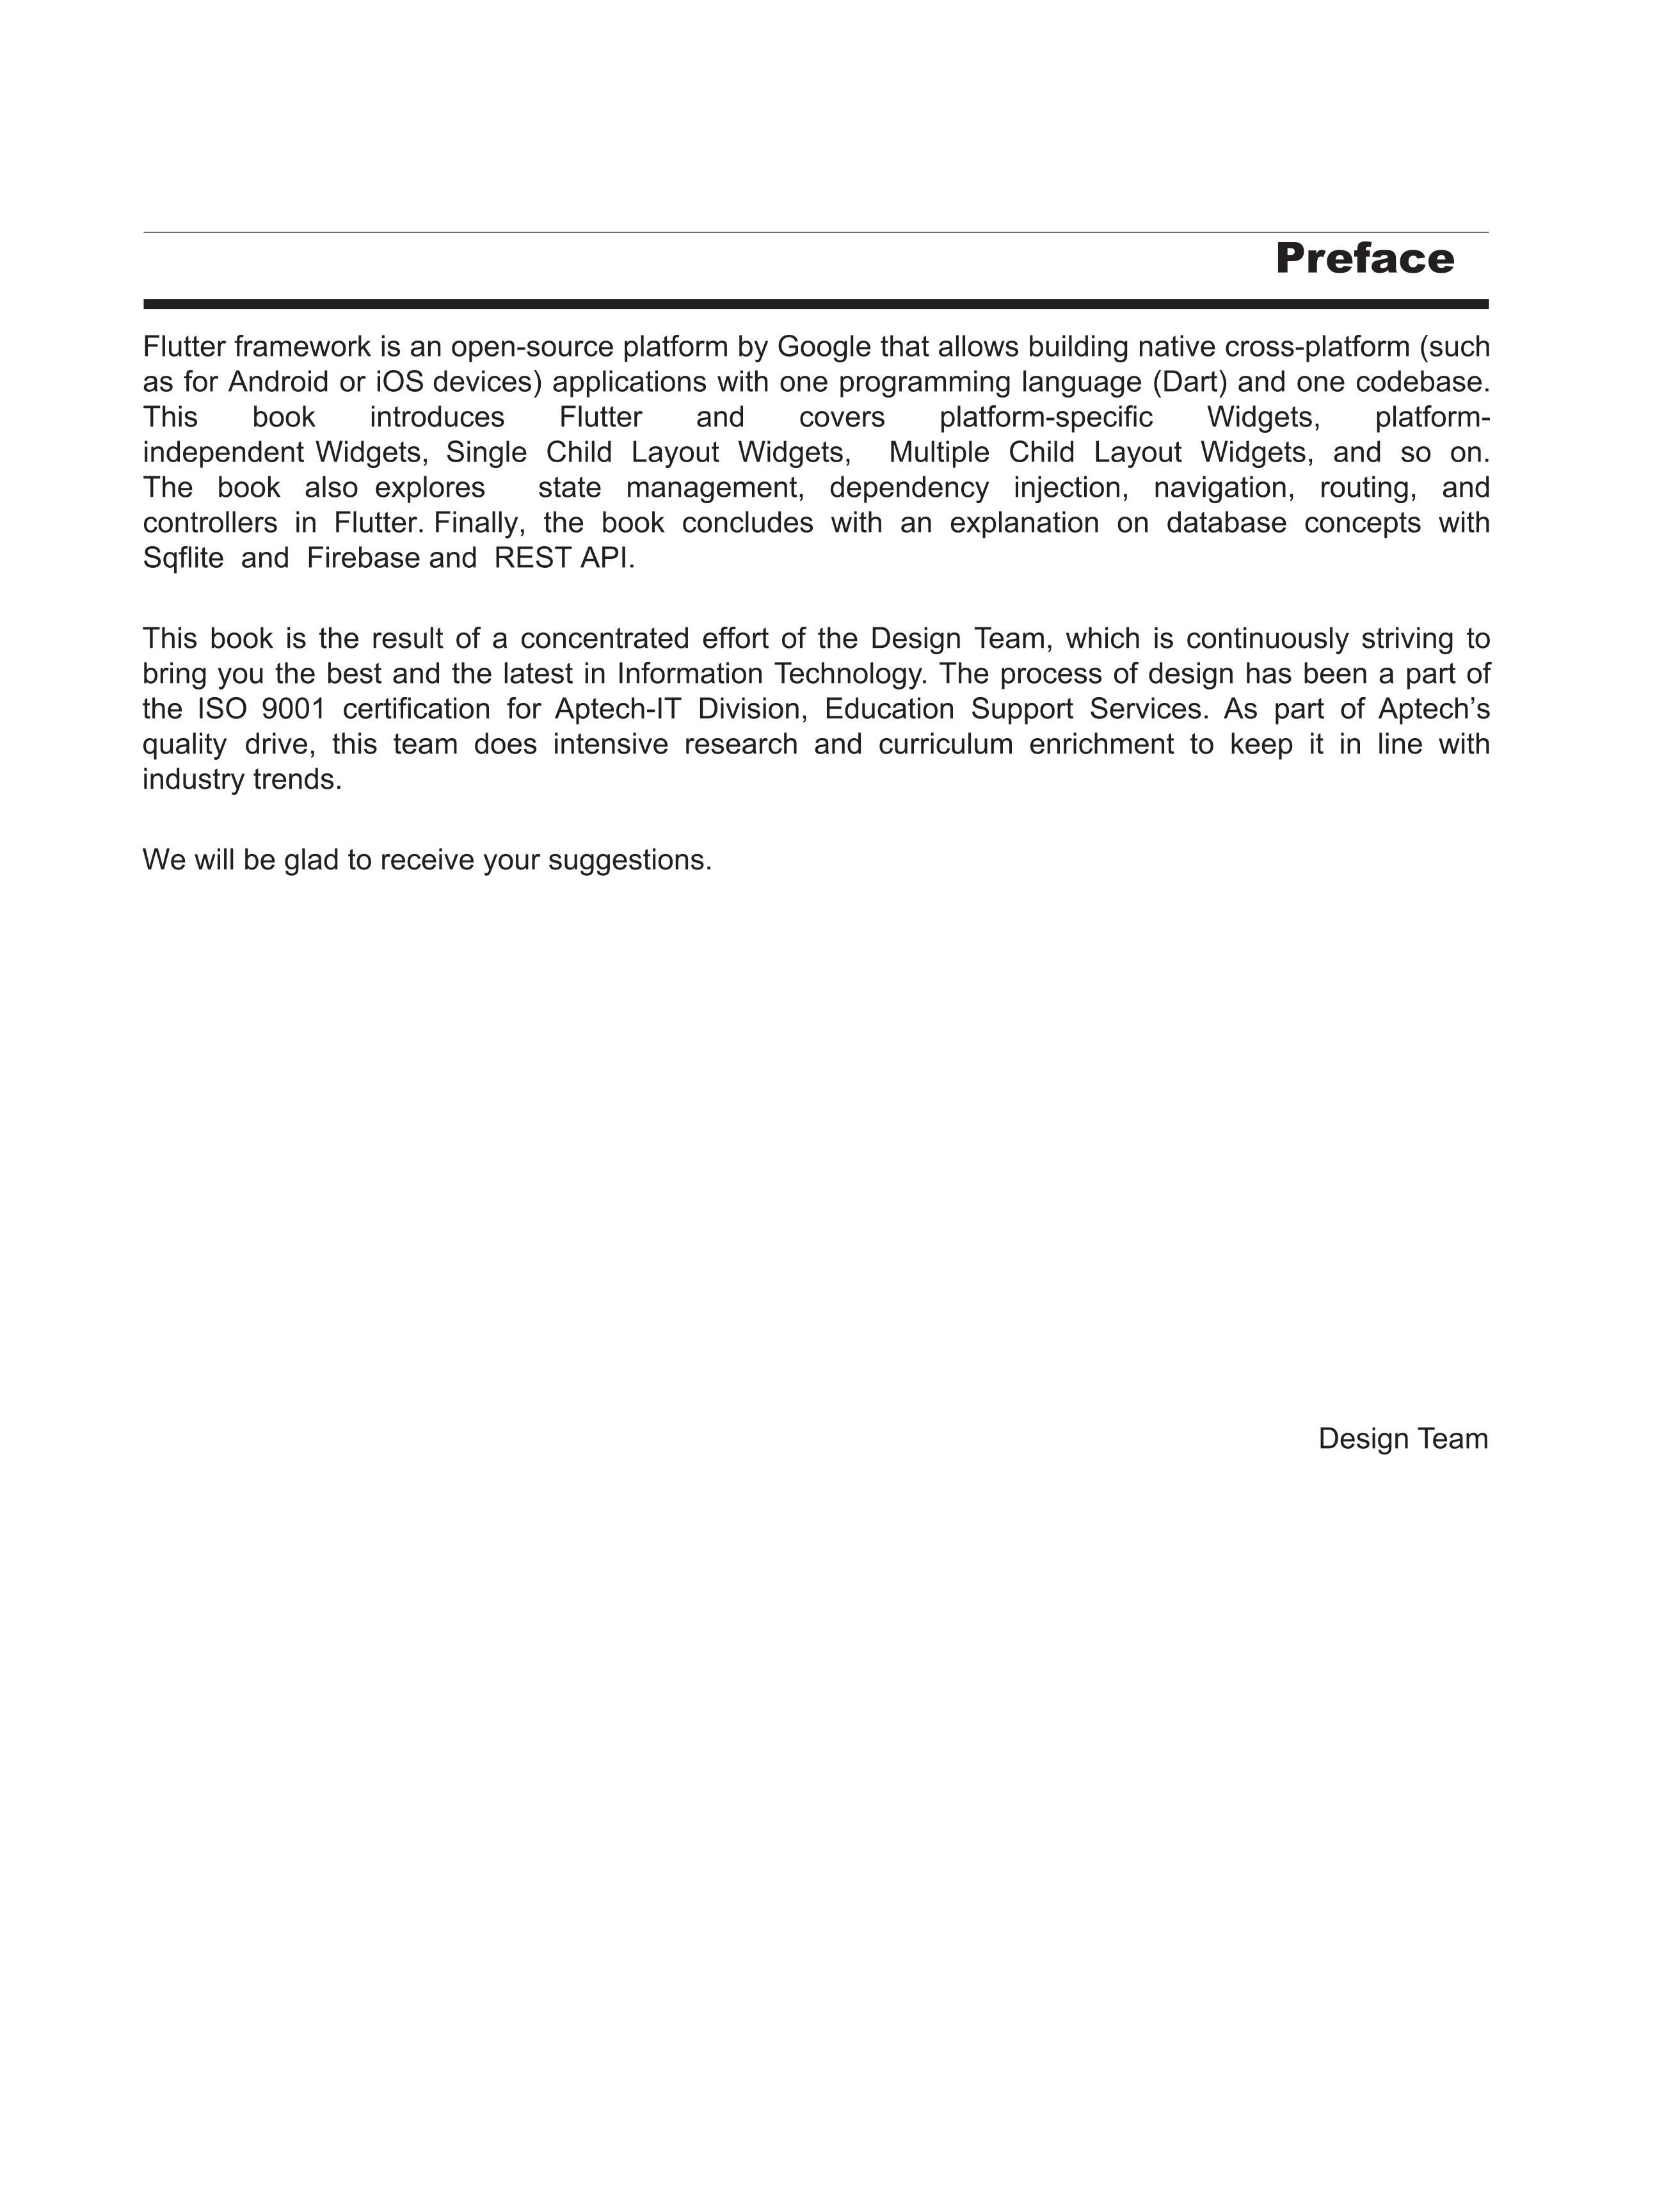 Preface
Flutter framework is an open-source platform by Google that allows building native cross-platform (such
as for Android or iOS devices) applications with one programming language (Dart) and one codebase.
This book introduces Flutter and covers platform-specific Widgets, platform-
independent Widgets, Single Child Layout Widgets, Multiple Child Layout Widgets, and so on.
The book also explores state management, dependency injection, navigation, routing, and
controllers in Flutter. Finally, the book concludes with an explanation on database concepts with
Sqflite and Firebase and REST API.
This book is the result of a concentrated effort of the Design Team, which is continuously striving to
bring you the best and the latest in Information Technology. The process of design has been a part of
the ISO 9001 certification for Aptech-IT Division, Education Support Services. As part of Aptech’s
quality drive, this team does intensive research and curriculum enrichment to keep it in line with
industry trends.
We will be glad to receive your suggestions.
Design Team